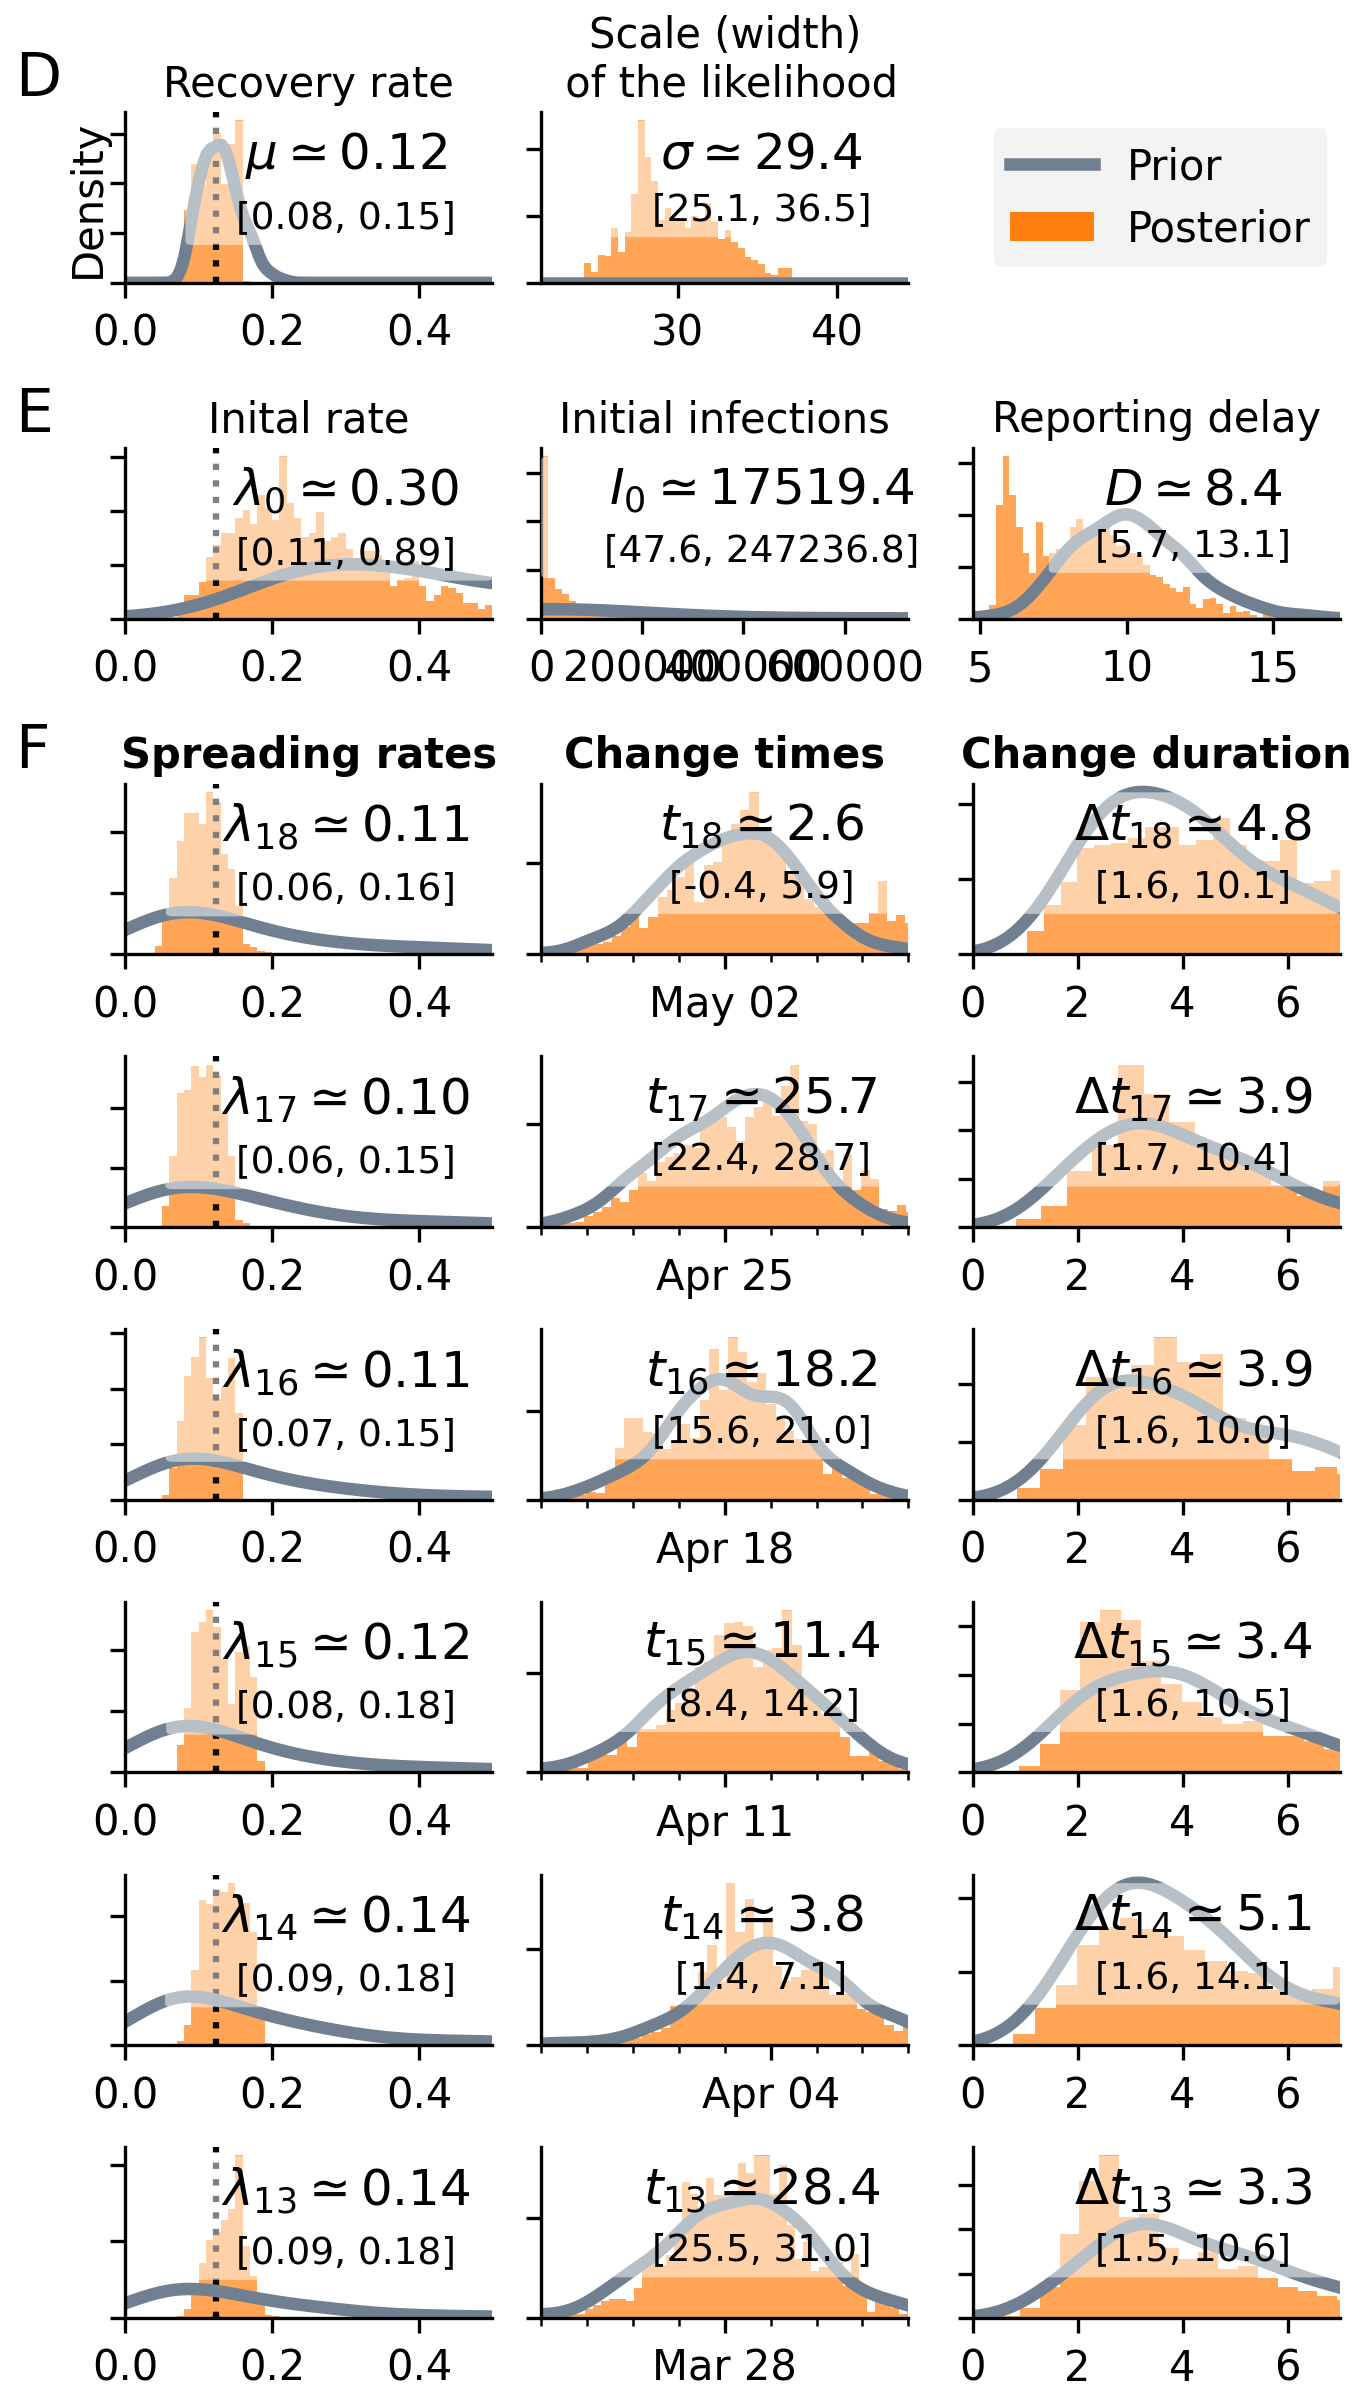 D
Recovery rate
Scale (width)
of the likelihood
Density
μ ≃ 0.12
[0.08, 0.15]
σ ≃ 29.4
[25.1, 36.5]
Prior
Posterior
0.0 0.2 0.4
30 40
E
Inital rate
Initial infections
Reporting delay
λ₀ ≃ 0.30
[0.11, 0.89]
I₀ ≃ 17519.4
[47.6, 247236.8]
D ≃ 8.4
[5.7, 13.1]
0.0 0.2 0.4
0 200000 400000 600000
5 10 15
F
Spreading rates
Change times
Change duration
λ₁₈ ≃ 0.11
[0.06, 0.16]
t₁₈ ≃ 2.6
[-0.4, 5.9]
Δt₁₈ ≃ 4.8
[1.6, 10.1]
0.0 0.2 0.4
May 02
0 2 4 6
λ₁₇ ≃ 0.10
[0.06, 0.15]
t₁₇ ≃ 25.7
[22.4, 28.7]
Δt₁₇ ≃ 3.9
[1.7, 10.4]
0.0 0.2 0.4
Apr 25
0 2 4 6
λ₁₆ ≃ 0.11
[0.07, 0.15]
t₁₆ ≃ 18.2
[15.6, 21.0]
Δt₁₆ ≃ 3.9
[1.6, 10.0]
0.0 0.2 0.4
Apr 18
0 2 4 6
λ₁₅ ≃ 0.12
[0.08, 0.18]
t₁₅ ≃ 11.4
[8.4, 14.2]
Δt₁₅ ≃ 3.4
[1.6, 10.5]
0.0 0.2 0.4
Apr 11
0 2 4 6
λ₁₄ ≃ 0.14
[0.09, 0.18]
t₁₄ ≃ 3.8
[1.4, 7.1]
Δt₁₄ ≃ 5.1
[1.6, 14.1]
0.0 0.2 0.4
Apr 04
0 2 4 6
λ₁₃ ≃ 0.14
[0.09, 0.18]
t₁₃ ≃ 28.4
[25.5, 31.0]
Δt₁₃ ≃ 3.3
[1.5, 10.6]
0.0 0.2 0.4
Mar 28
0 2 4 6